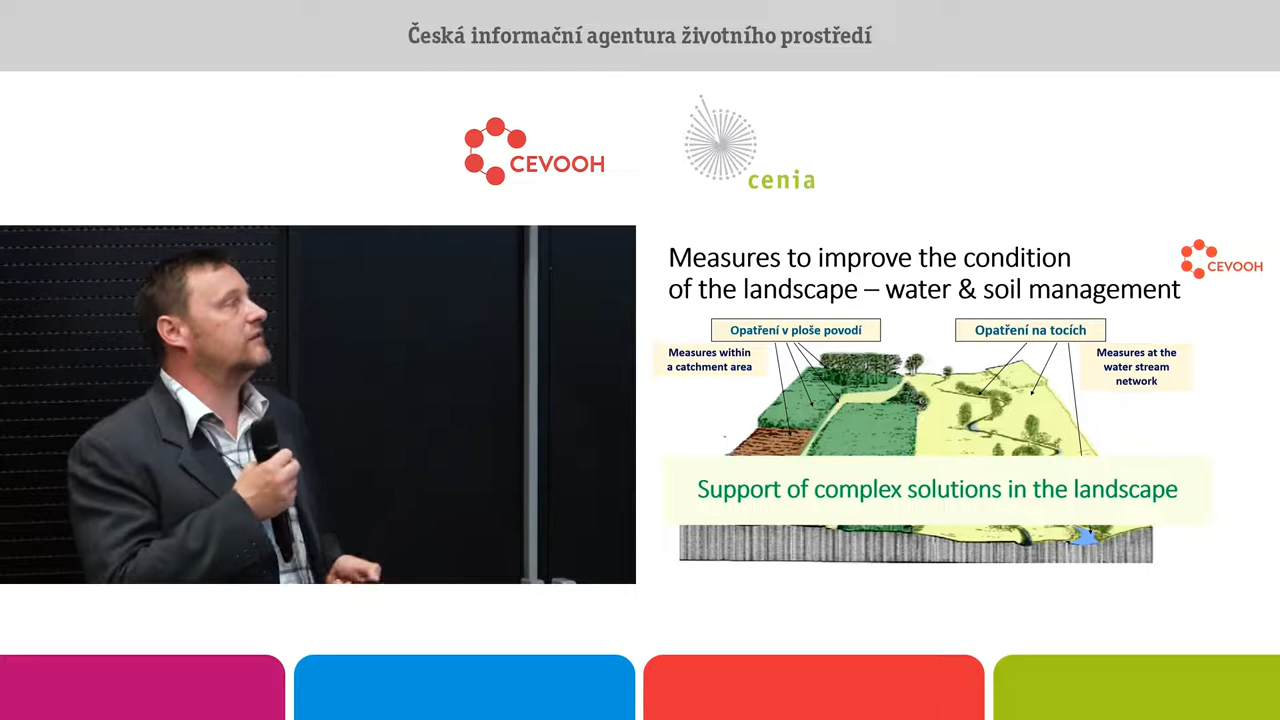 Česká informační agentura životního prostředí
CEVOOH
cenia
Measures to improve the condition
of the landscape – water & soil management
CEVOOH
Opatření v ploše povodí
Opatření na tocích
Measures within
a catchment area
Measures at the
water stream
network
Support of complex solutions in the landscape